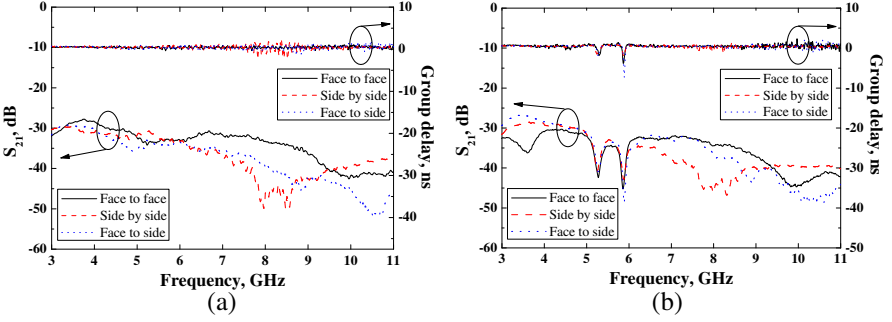 S21, dB
0
-10
-20
-30
-40
-50
-60
Face to face
Side by side
Face to side
Face to face
Side by side
Face to side
10
0
-10
-20
-30
-40
Group delay, ns
3 4 5 6 7 8 9 10 11
Frequency, GHz
(a)
S21, dB
0
-10
-20
-30
-40
-50
-60
Face to face
Side by side
Face to side
Face to face
Side by side
Face to side
10
0
-10
-20
-30
-40
-50
Group delay, ns
3 4 5 6 7 8 9 10 11
Frequency, GHz
(b)